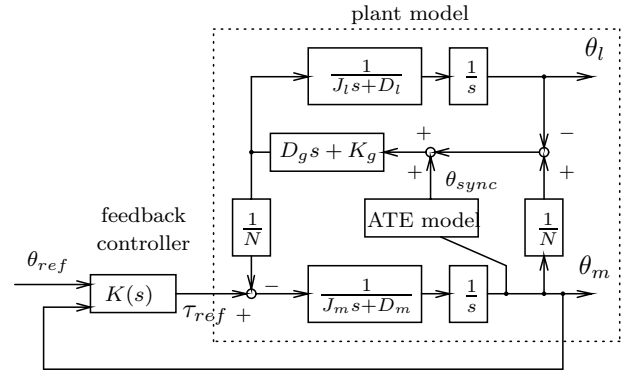 plant model
1
J_l s+D_l
1
s
θ_l
−
+
+
+
D_g s + K_g
θ_sync
ATE model
1
N
1
N
feedback
controller
θ_ref
K(s)
τ_ref
+
−
1
J_m s+D_m
1
s
θ_m